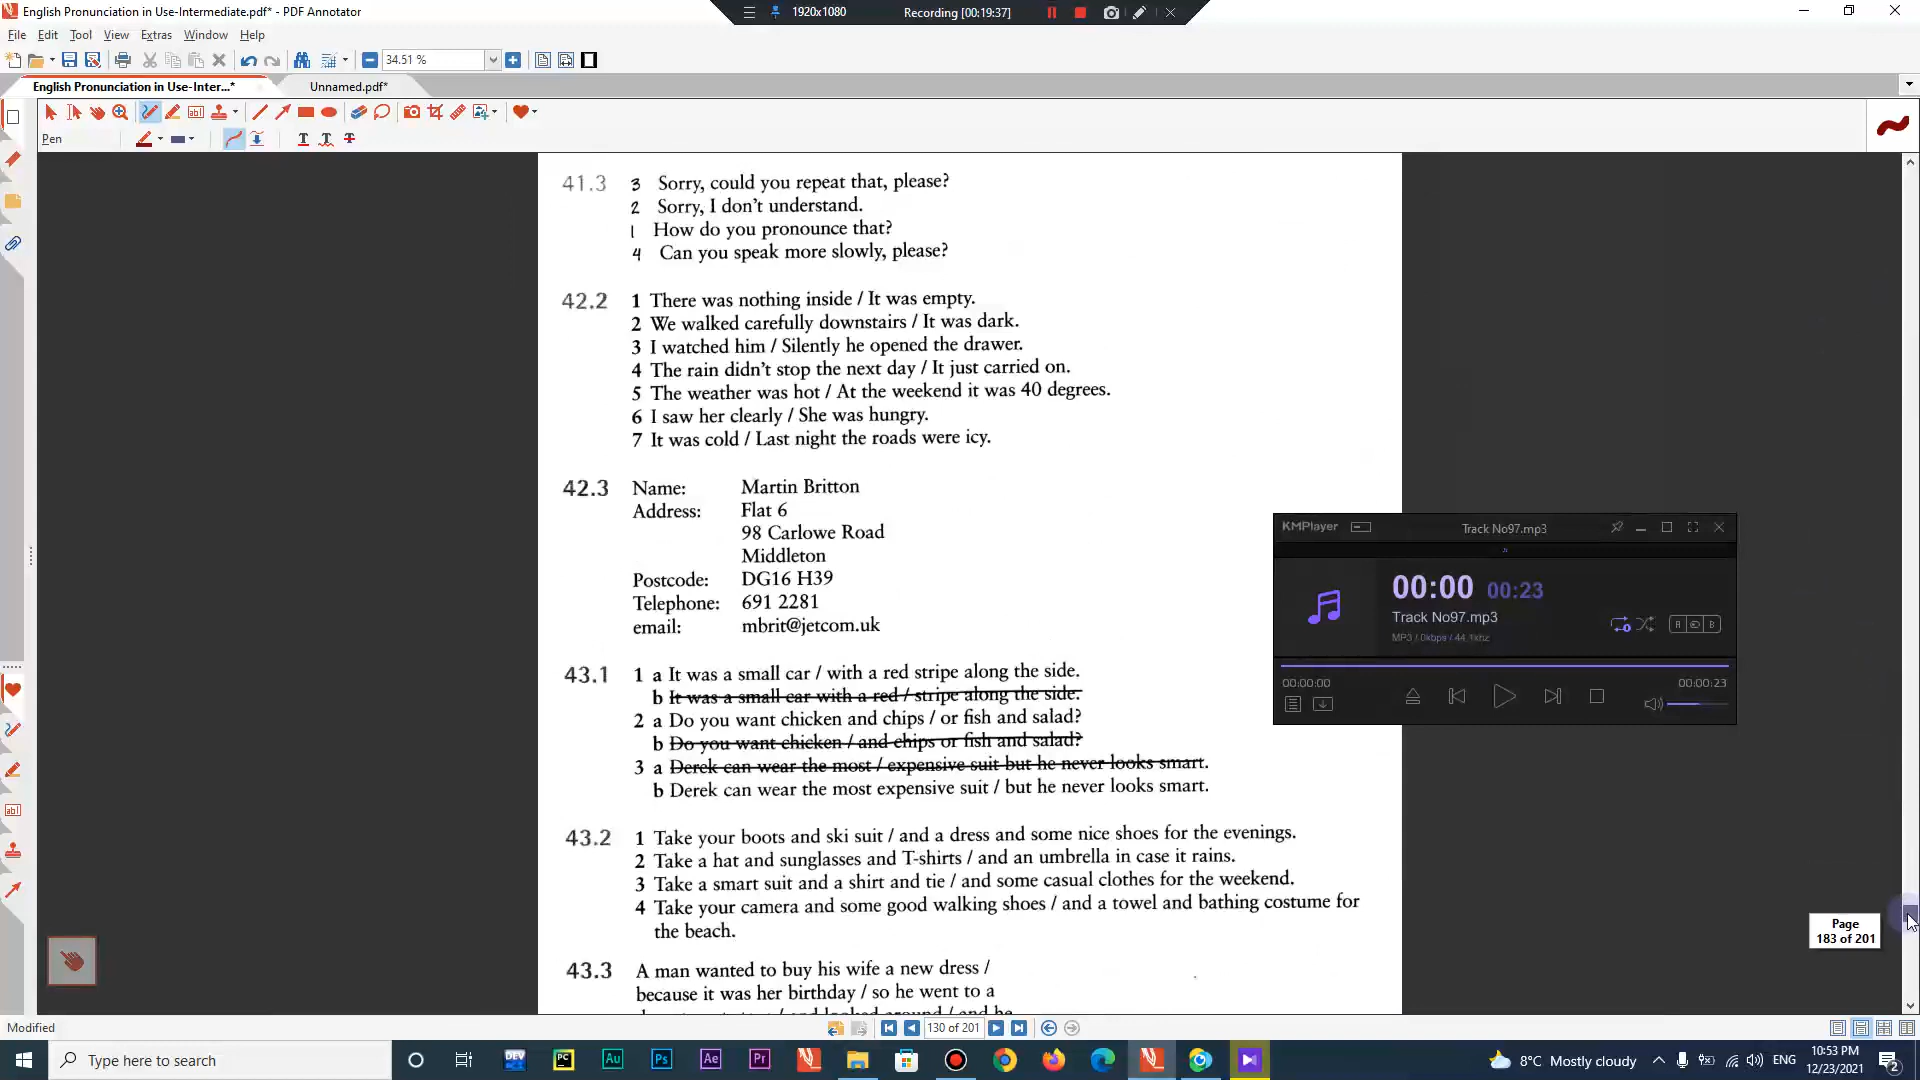 English Pronunciation in Use-Intermediate.pdf* - PDF Annotator
1920x1080
Recording [00:19:37]
File Edit Tool View Extras Window Help
34.51 %
English Pronunciation in Use-Inter...*
Unnamed.pdf*
Pen
41.3 3 Sorry, could you repeat that, please?
2 Sorry, I don't understand.
1 How do you pronounce that?
4 Can you speak more slowly, please?
42.2 1 There was nothing inside / It was empty.
2 We walked carefully downstairs / It was dark.
3 I watched him / Silently he opened the drawer.
4 The rain didn't stop the next day / It just carried on.
5 The weather was hot / At the weekend it was 40 degrees.
6 I saw her clearly / She was hungry.
7 It was cold / Last night the roads were icy.
42.3 Name: Martin Britton
Address: Flat 6
98 Carlowe Road
Middleton
Postcode: DG16 H39
Telephone: 691 2281
email: mbrit@jetcom.uk
43.1 1 a It was a small car / with a red stripe along the side.
b It was a small car with a red / stripe along the side.
2 a Do you want chicken and chips / or fish and salad?
b Do you want chicken / and chips or fish and salad?
3 a Derek can wear the most / expensive suit but he never looks smart.
b Derek can wear the most expensive suit / but he never looks smart.
43.2 1 Take your boots and ski suit / and a dress and some nice shoes for the evenings.
2 Take a hat and sunglasses and T-shirts / and an umbrella in case it rains.
3 Take a smart suit and a shirt and tie / and some casual clothes for the weekend.
4 Take your camera and some good walking shoes / and a towel and bathing costume for
the beach.
43.3 A man wanted to buy his wife a new dress /
because it was her birthday / so he went to a
KMPlayer
Track No97.mp3
00:00 00:23
Track No97.mp3
MP3 / 0kbps / 44.1khz
A B
00:00:00
00:00:23
Page
183 of 201
Modified
130 of 201
Type here to search
DEV
PC
Au
Ps
Ae
Pr
8°C Mostly cloudy
ENG
10:53 PM
12/23/2021
2